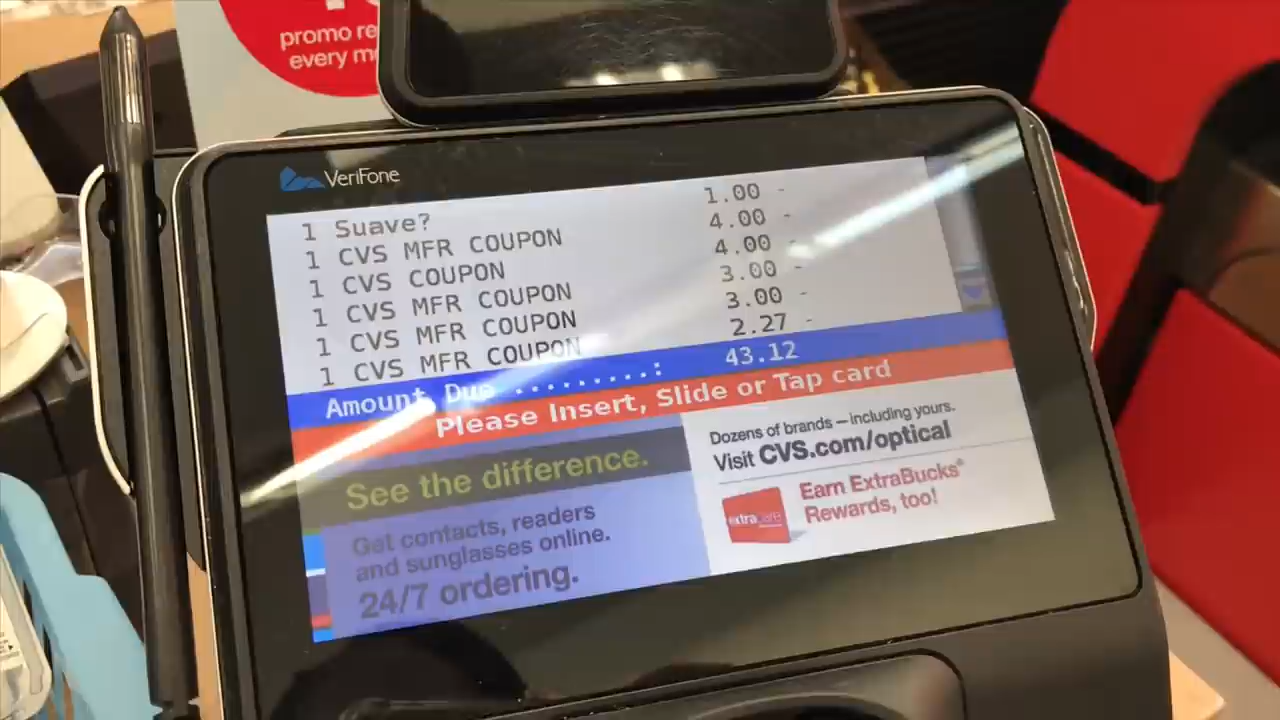 promo re
every m
VeriFone
1 Suave? 1.00 -
1 CVS MFR COUPON 4.00 -
1 CVS COUPON 4.00 -
1 CVS MFR COUPON 3.00 -
1 CVS MFR COUPON 3.00 -
1 CVS MFR COUPON 2.27 -
Amount Due .........: 43.12
Please Insert, Slide or Tap card
See the difference.
Get contacts, readers
and sunglasses online.
24/7 ordering.
Dozens of brands – including yours.
Visit CVS.com/optical
extracare
Earn ExtraBucks®
Rewards, too!